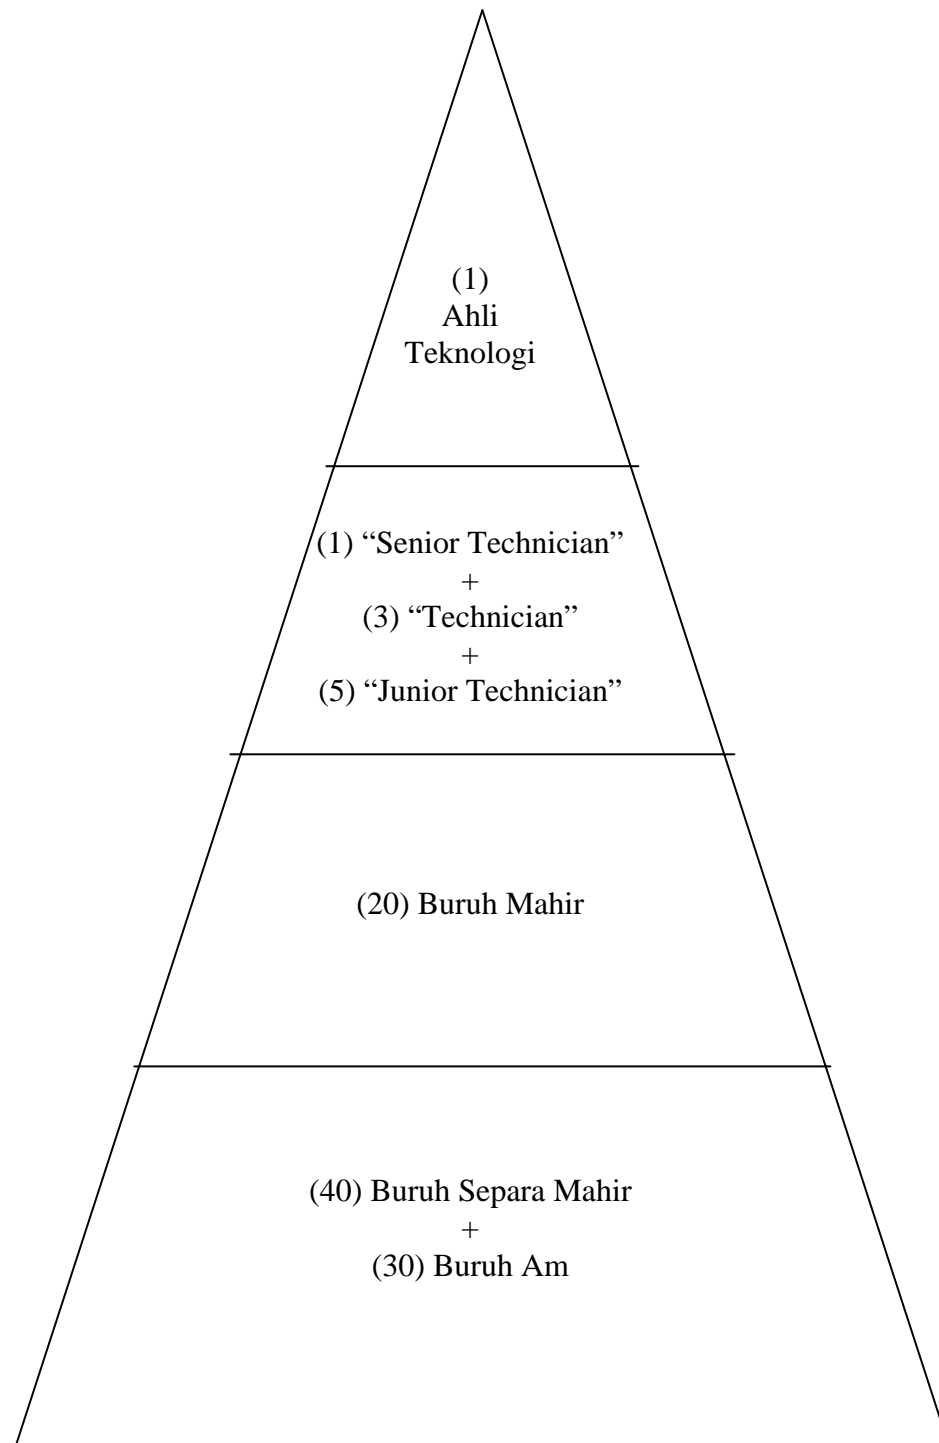 (1)
Ahli
Teknologi
(1) “Senior Technician”
+
(3) “Technician”
+
(5) “Junior Technician”
(20) Buruh Mahir
(40) Buruh Separa Mahir
+
(30) Buruh Am